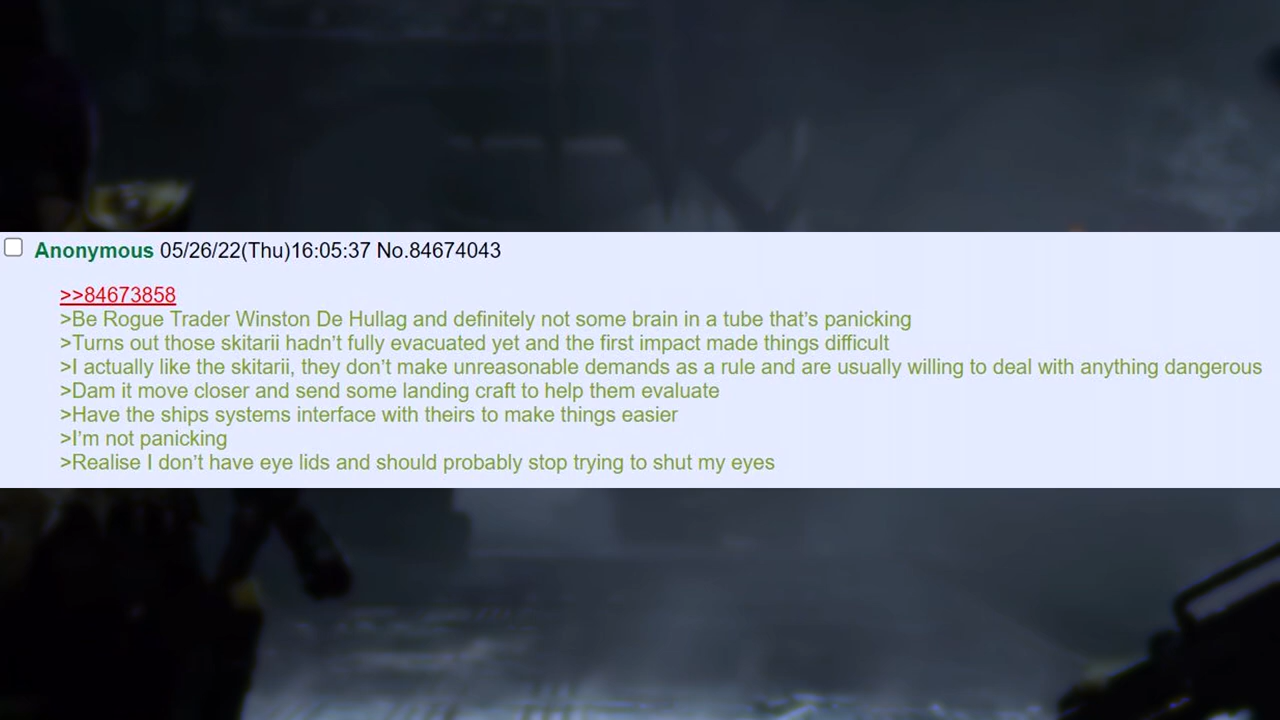 Anonymous 05/26/22(Thu)16:05:37 No.84674043
>>84673858
>Be Rogue Trader Winston De Hullag and definitely not some brain in a tube that’s panicking
>Turns out those skitarii hadn’t fully evacuated yet and the first impact made things difficult
>I actually like the skitarii, they don’t make unreasonable demands as a rule and are usually willing to deal with anything dangerous
>Dam it move closer and send some landing craft to help them evaluate
>Have the ships systems interface with theirs to make things easier
>I’m not panicking
>Realise I don’t have eye lids and should probably stop trying to shut my eyes